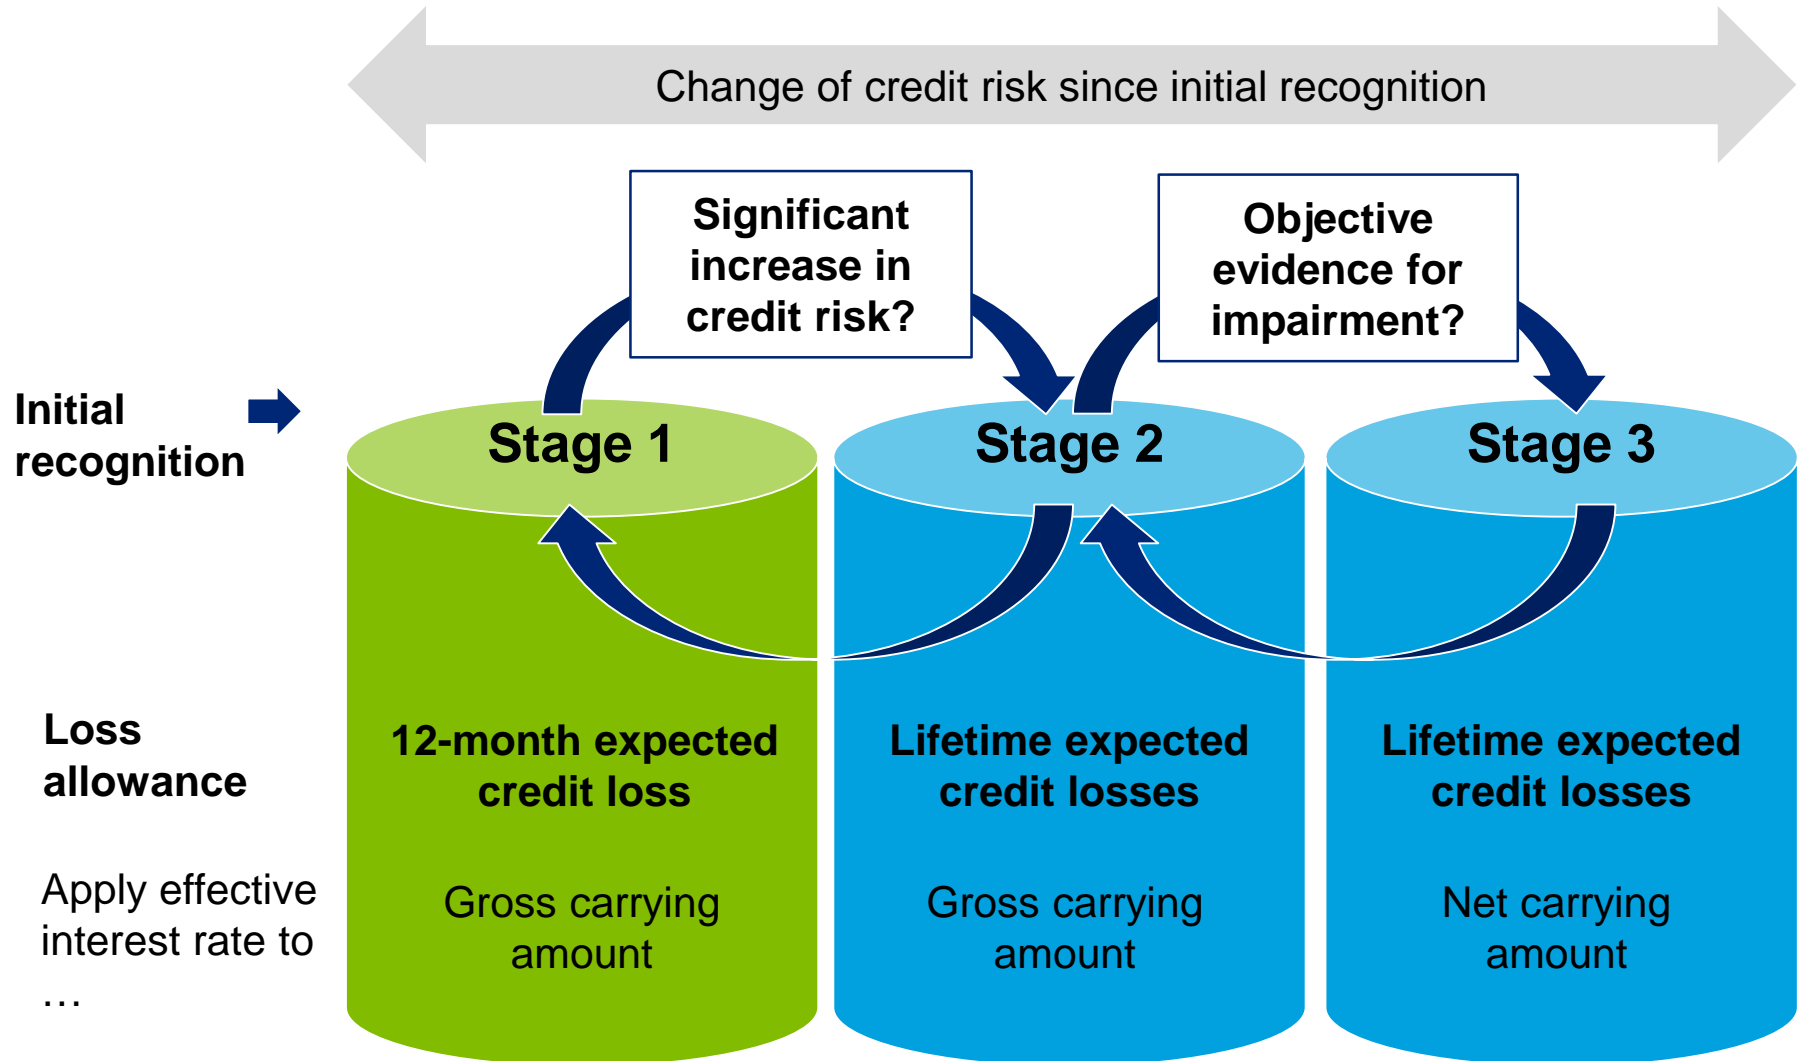 Change of credit risk since initial recognition
Significant
increase in
credit risk?
Objective
evidence for
impairment?
Initial
recognition
Stage 1
Stage 2
Stage 3
Loss
allowance
12-month expected
credit loss
Lifetime expected
credit losses
Lifetime expected
credit losses
Apply effective
interest rate to
…
Gross carrying
amount
Gross carrying
amount
Net carrying
amount